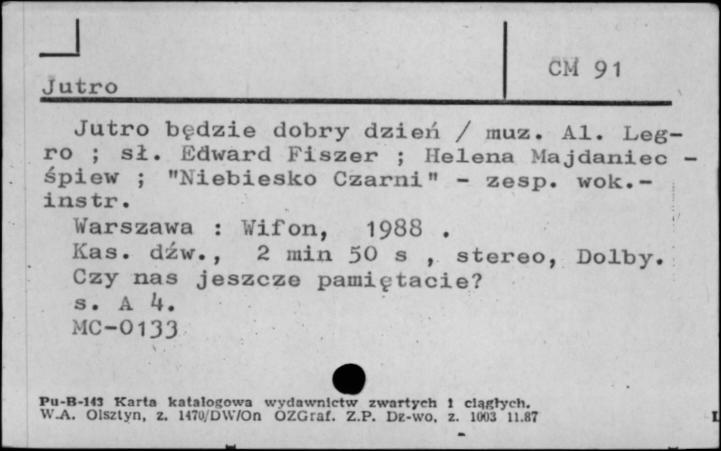 CM 91
Jutro
Jutro będzie dobry dzień / muz. Al. Leg-
ro ; sł. Edward Fiszer ; Helena Majdaniec -
śpiew ; "Niebiesko Czarni" - zesp. wok.-
instr.
Warszawa : Wifon, 1988 .
Kas. dźw., 2 min 50 s , stereo, Dolby.
Czy nas jeszcze pamiętacie?
s. A 4.
MC-0133
Pu-B-143 Karta katalogowa wydawnictw zwartych i ciągłych.
W.A. Olsztyn, z. 1470/DW/On OZGraf. Z.P. Dz-wo, z. 1003 11.87